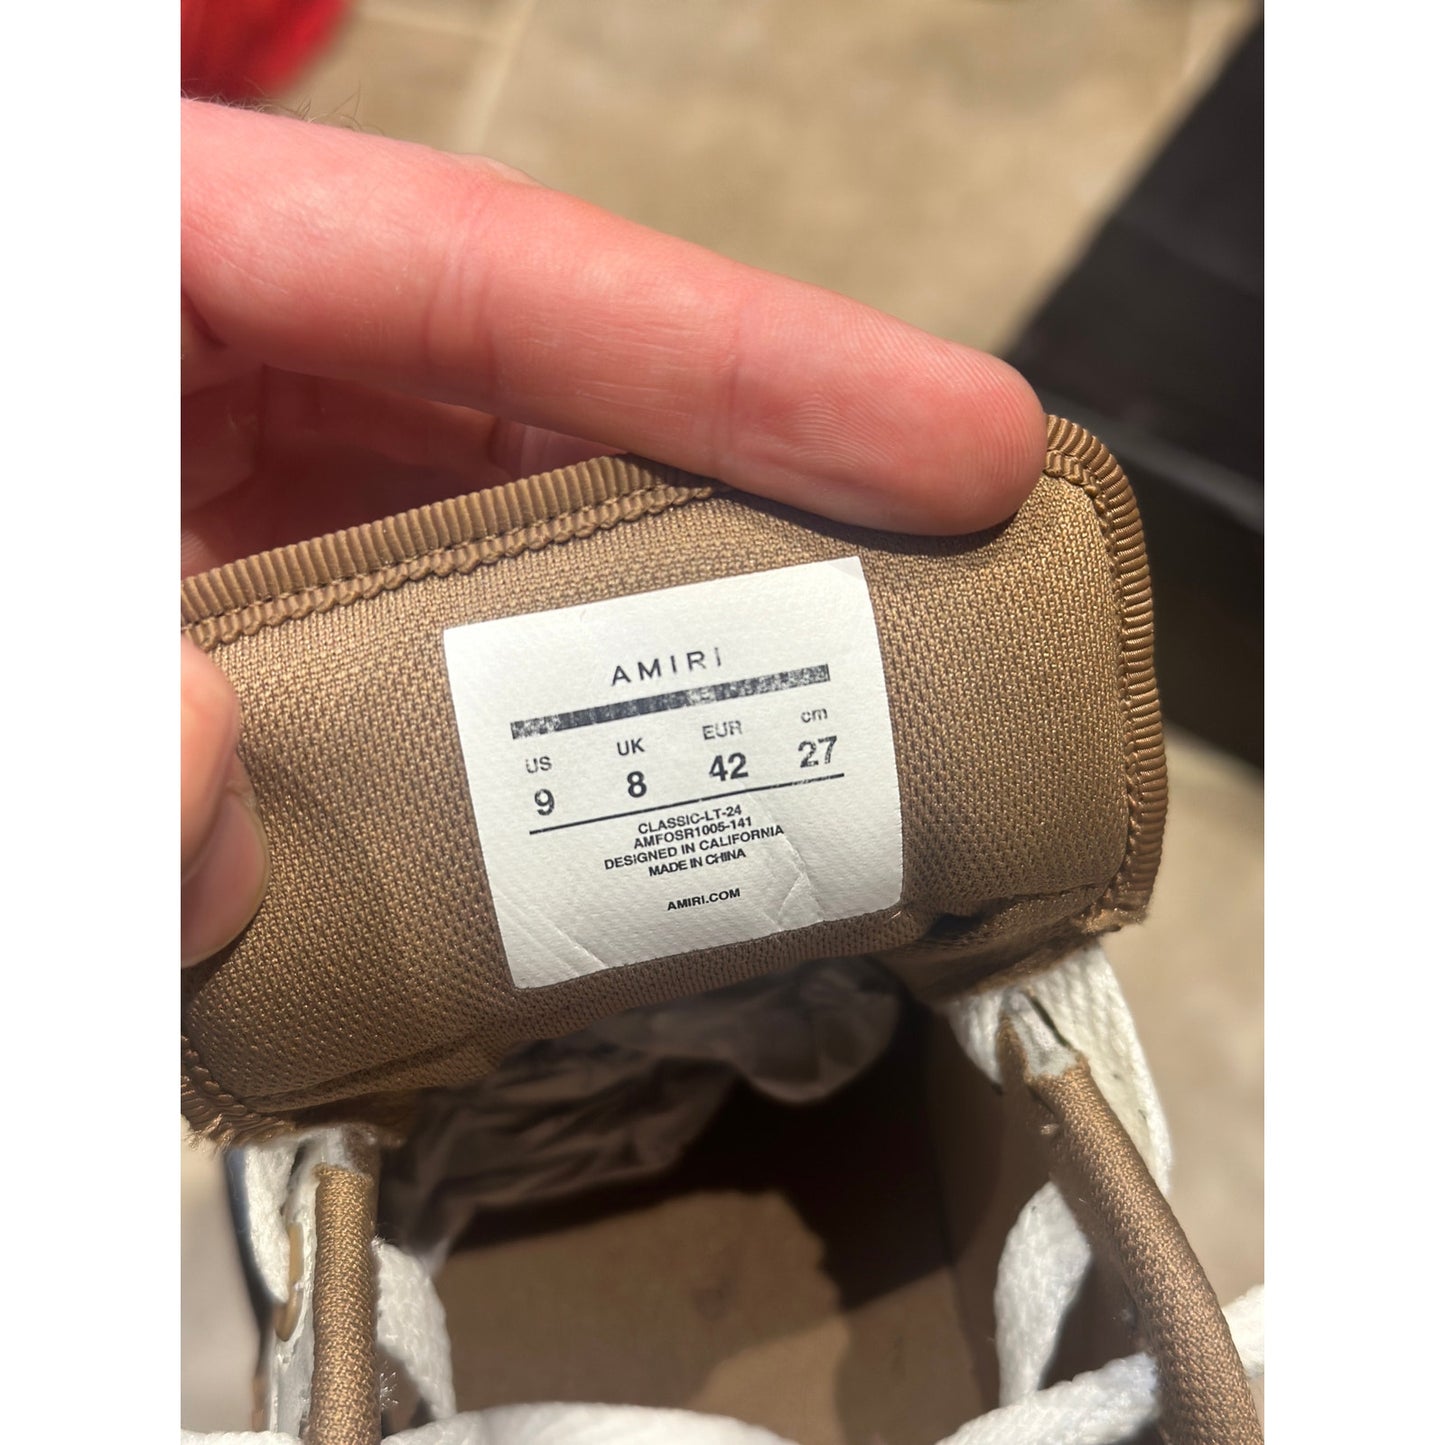 AMIRI
US UK EUR cm
9 8 42 27
CLASSIC-LT-24
AMFOSR1005-141
DESIGNED IN CALIFORNIA
MADE IN CHINA
AMIRI.COM